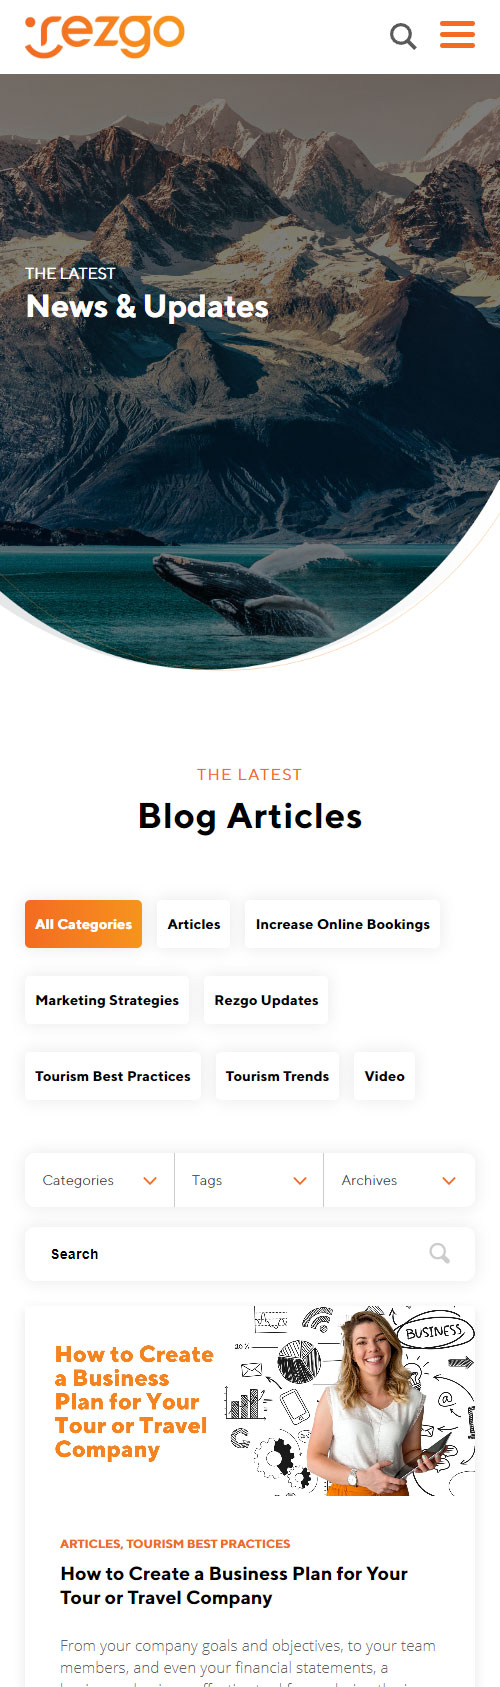 rezgo
THE LATEST
News & Updates
THE LATEST
Blog Articles
All Categories
Articles
Increase Online Bookings
Marketing Strategies
Rezgo Updates
Tourism Best Practices
Tourism Trends
Video
Categories
Tags
Archives
Search
How to Create
a Business
Plan for Your
Tour or Travel
Company
10 %
BUSINESS
@
ARTICLES, TOURISM BEST PRACTICES
How to Create a Business Plan for Your
Tour or Travel Company
From your company goals and objectives, to your team
members, and even your financial statements, a